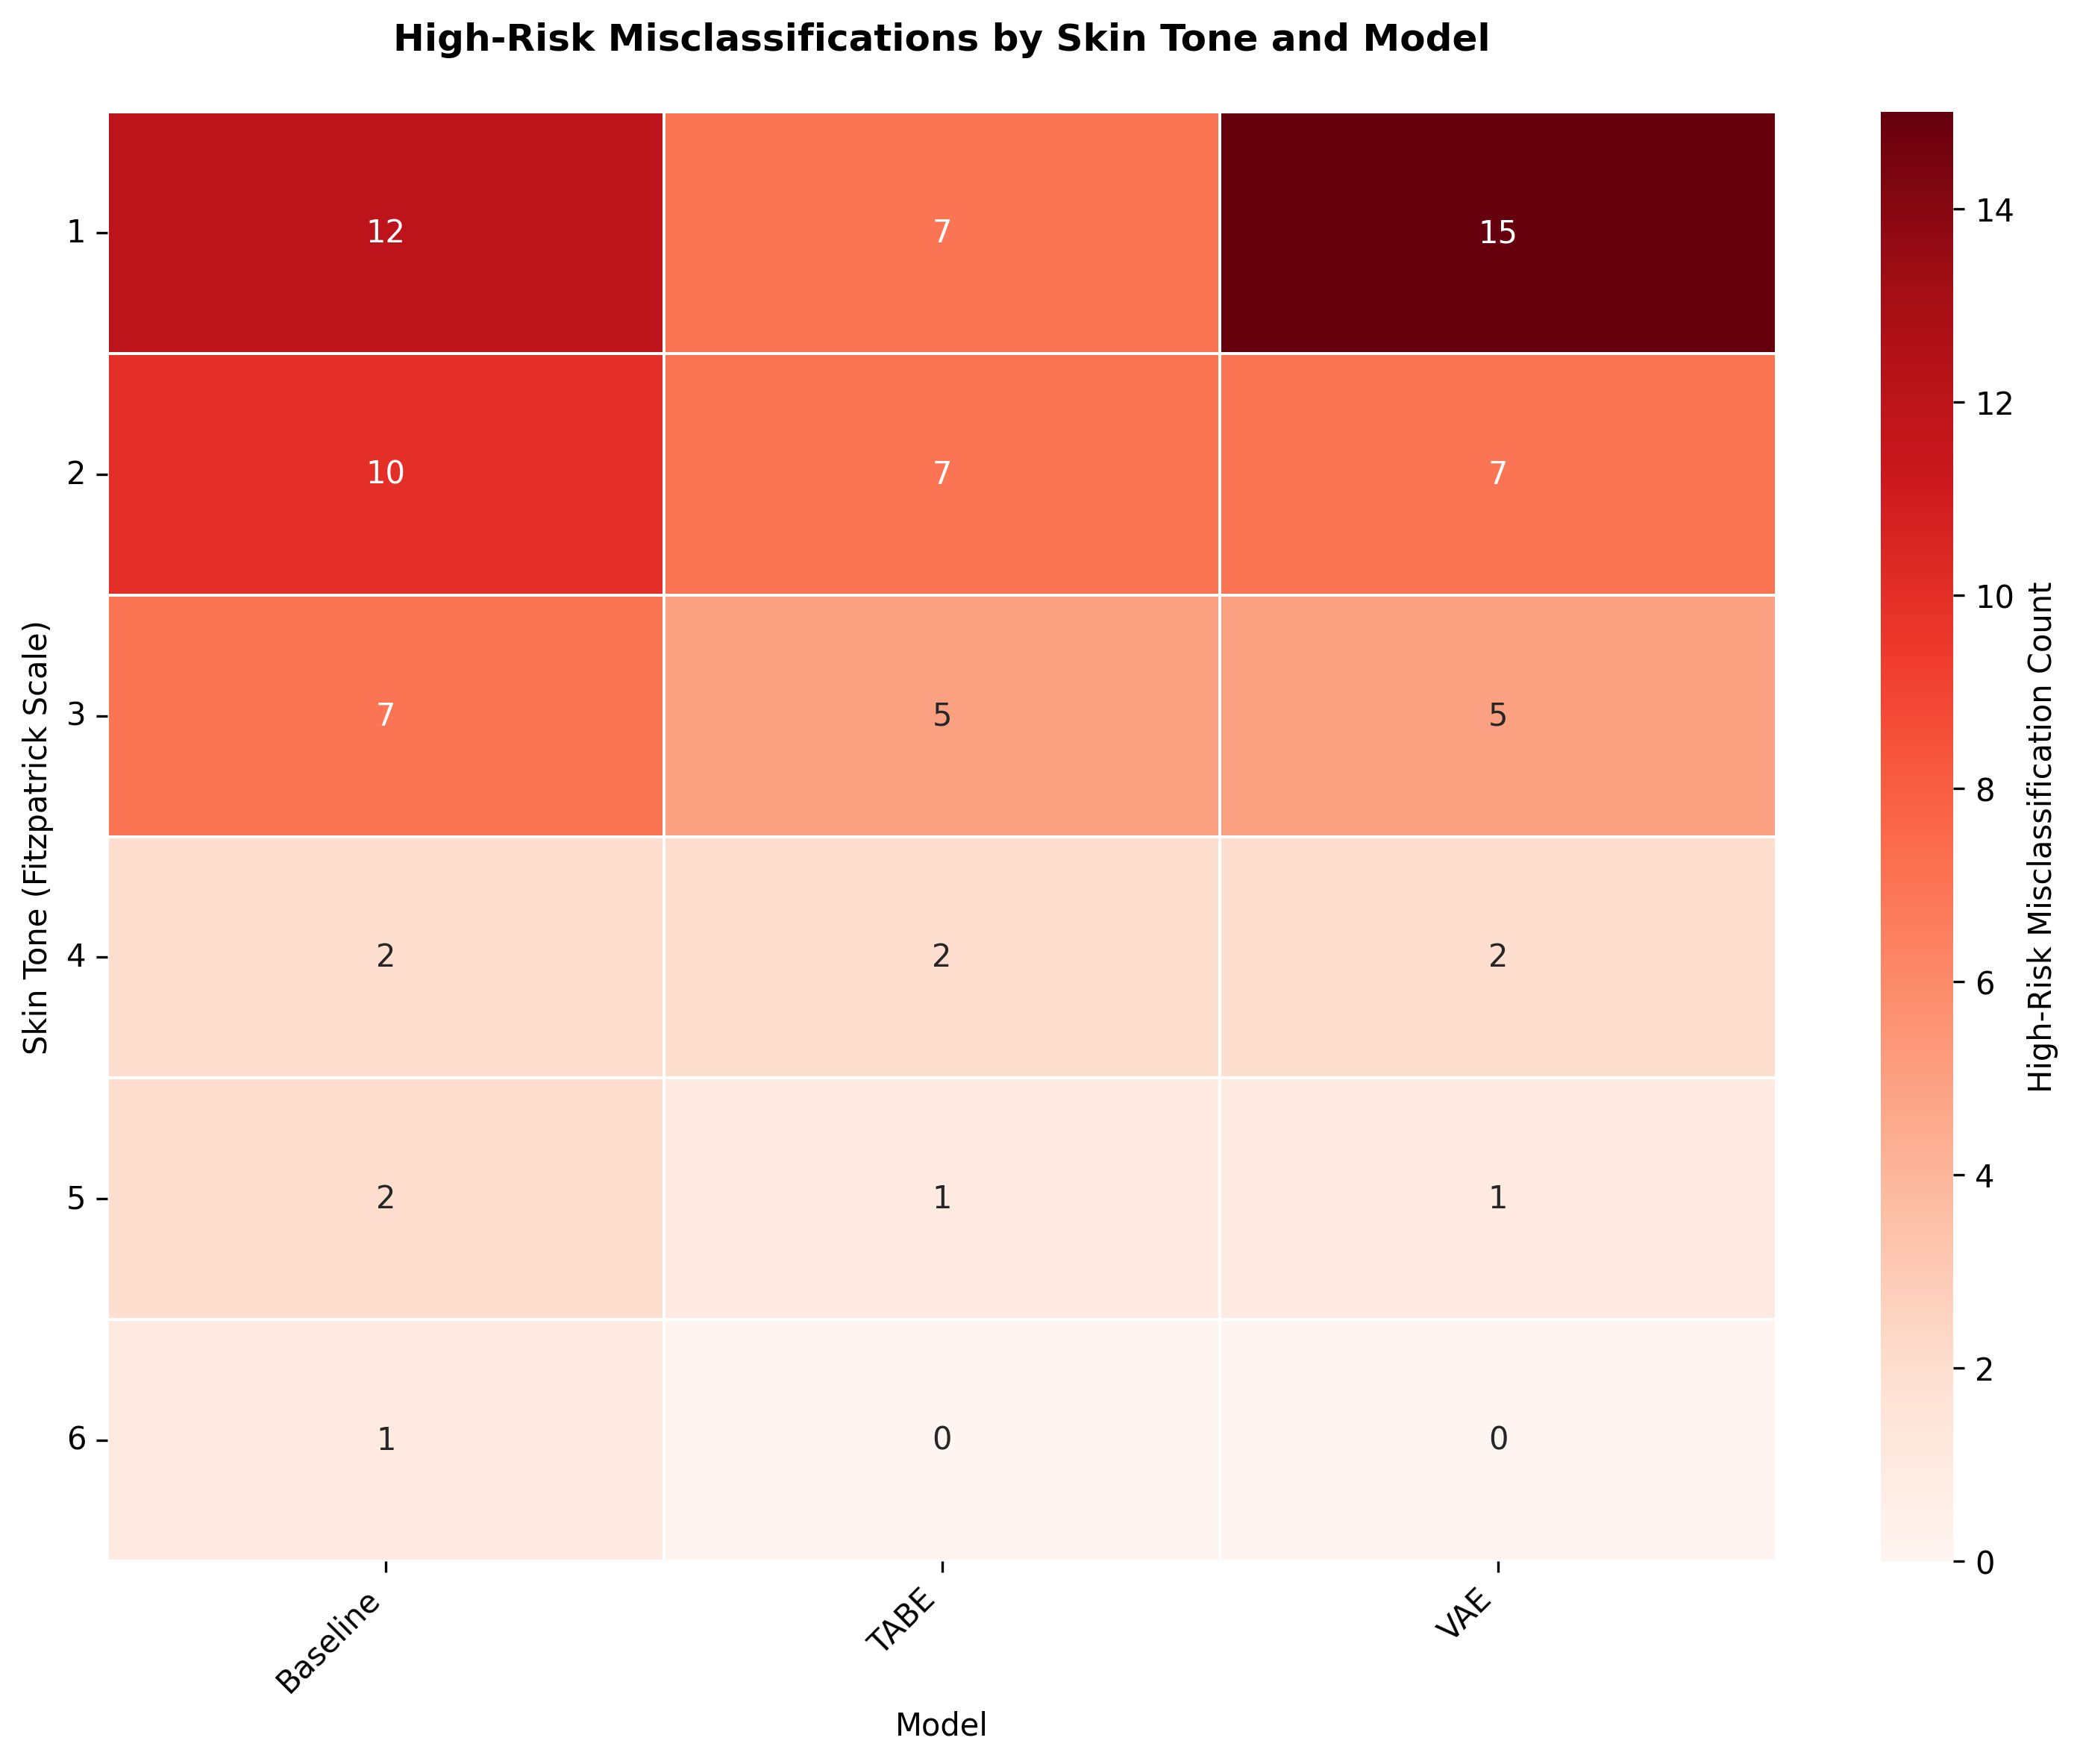 High-Risk Misclassifications by Skin Tone and Model
Skin Tone (Fitzpatrick Scale)
1 12 7 15
2 10 7 7
3 7 5 5
4 2 2 2
5 2 1 1
6 1 0 0
Baseline TABE VAE
Model
14
12
10
8
6
4
2
0
High-Risk Misclassification Count